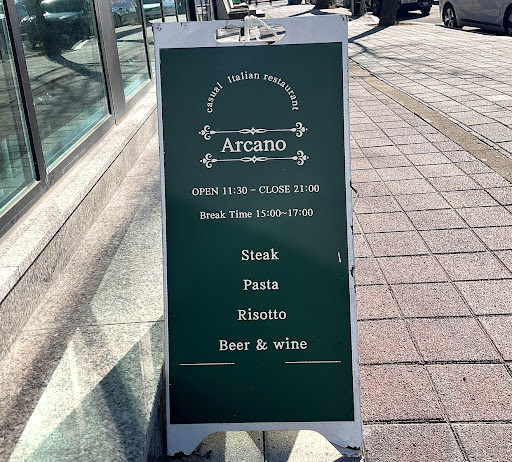 casual Italian restaurant
Arcano
OPEN 11:30 - CLOSE 21:00
Break Time 15:00~17:00
Steak
Pasta
Risotto
Beer & wine